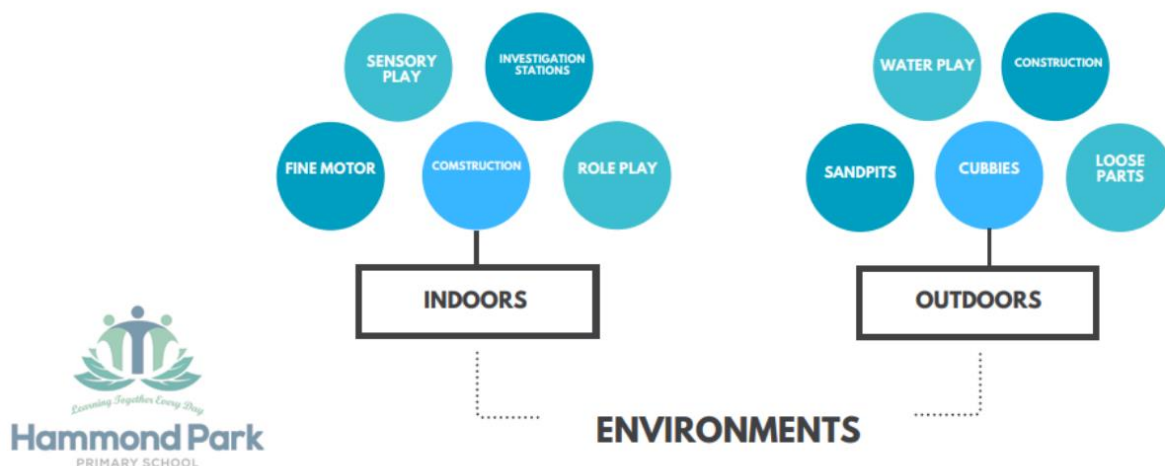 SENSORY
PLAY
INVESTIGATION
STATIONS
FINE MOTOR
COMSTRUCTION
ROLE PLAY
INDOORS
WATER PLAY
CONSTRUCTION
SANDPITS
CUBBIES
LOOSE
PARTS
OUTDOORS
ENVIRONMENTS
Learning Together Every Day
Hammond Park
PRIMARY SCHOOL